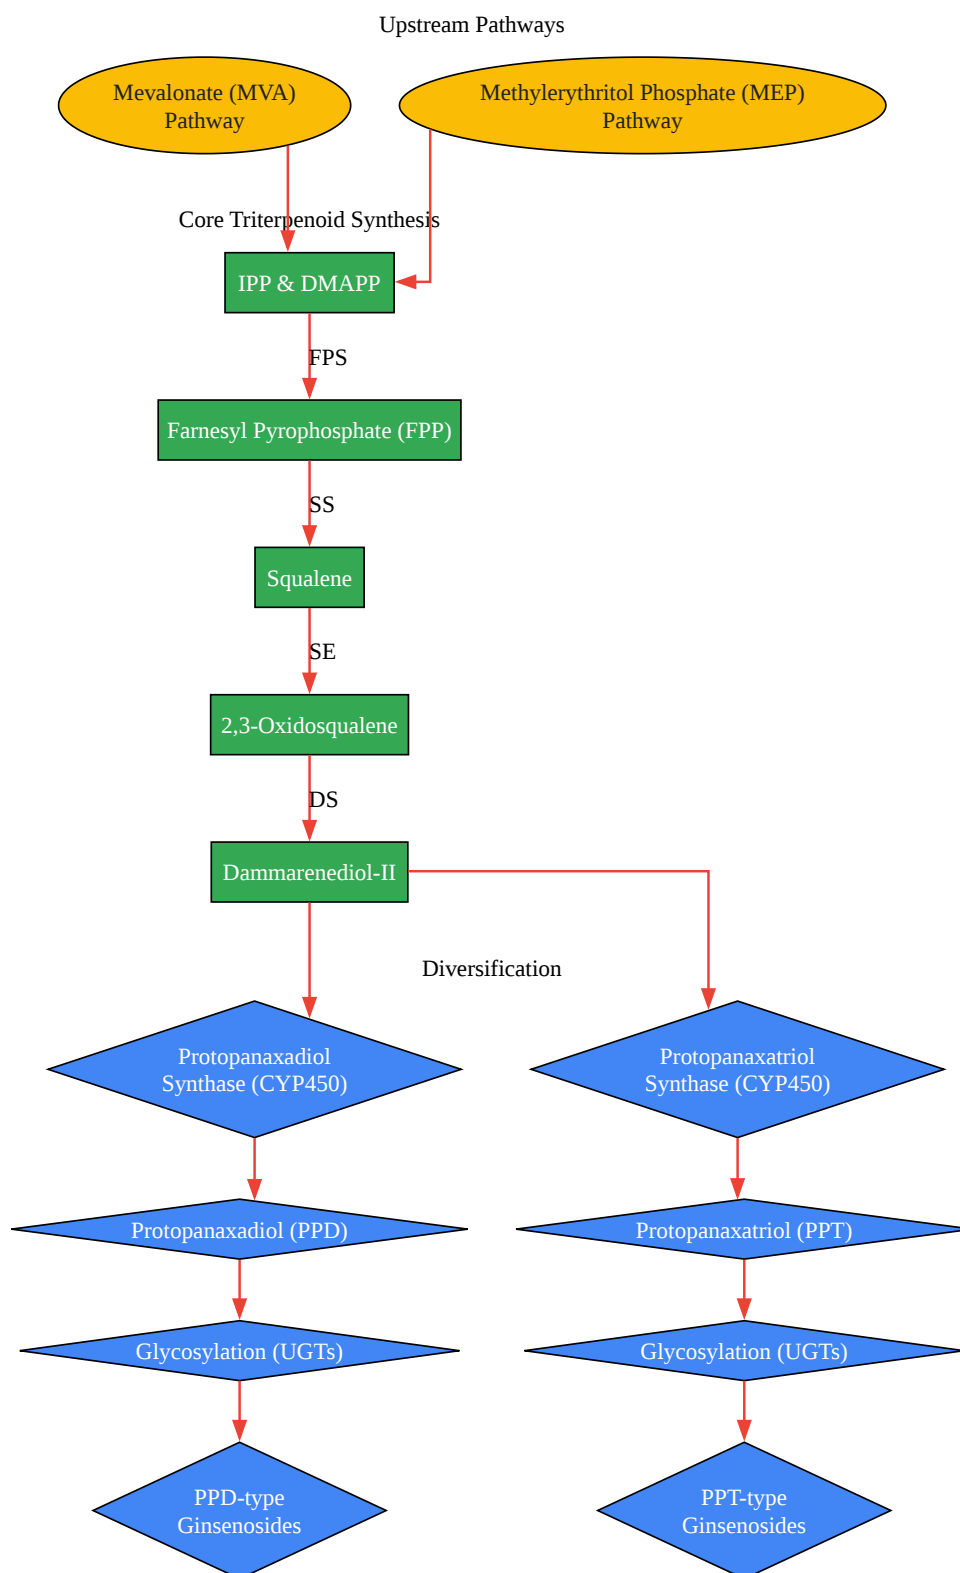 Upstream Pathways
Mevalonate (MVA)
Pathway
Methylerythritol Phosphate (MEP)
Pathway
Core Triterpenoid Synthesis
IPP & DMAPP
FPS
Farnesyl Pyrophosphate (FPP)
SS
Squalene
SE
2,3-Oxidosqualene
DS
Dammarenediol-II
Diversification
Protopanaxadiol
Synthase (CYP450)
Protopanaxatriol
Synthase (CYP450)
Protopanaxadiol (PPD)
Protopanaxatriol (PPT)
Glycosylation (UGTs)
Glycosylation (UGTs)
PPD-type
Ginsenosides
PPT-type
Ginsenosides